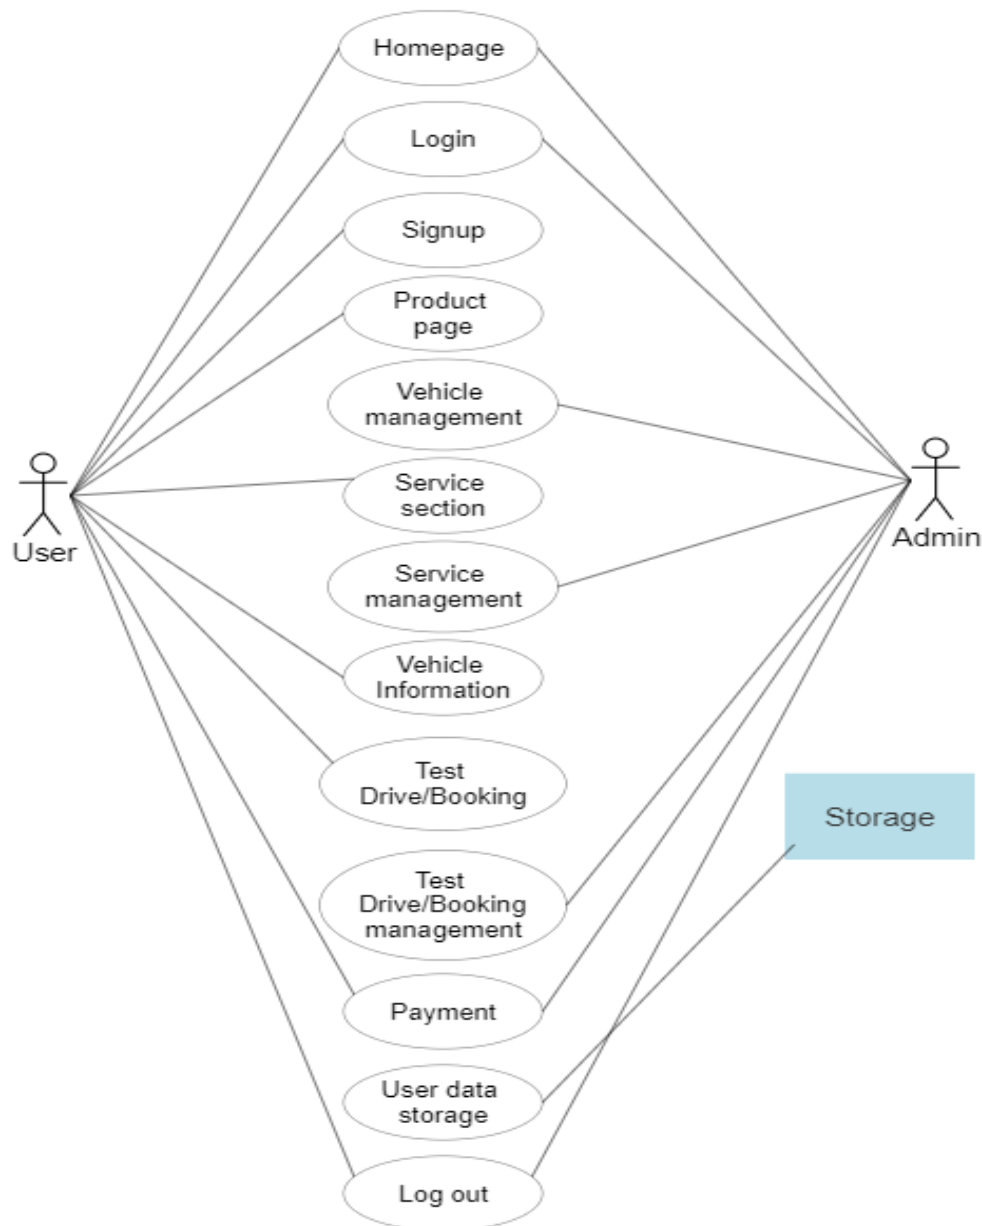 Homepage
Login
Signup
Product
page
Vehicle
management
Service
section
User
Admin
Service
management
Vehicle
Information
Test
Drive/Booking
Storage
Test
Drive/Booking
management
Payment
User data
storage
Log out